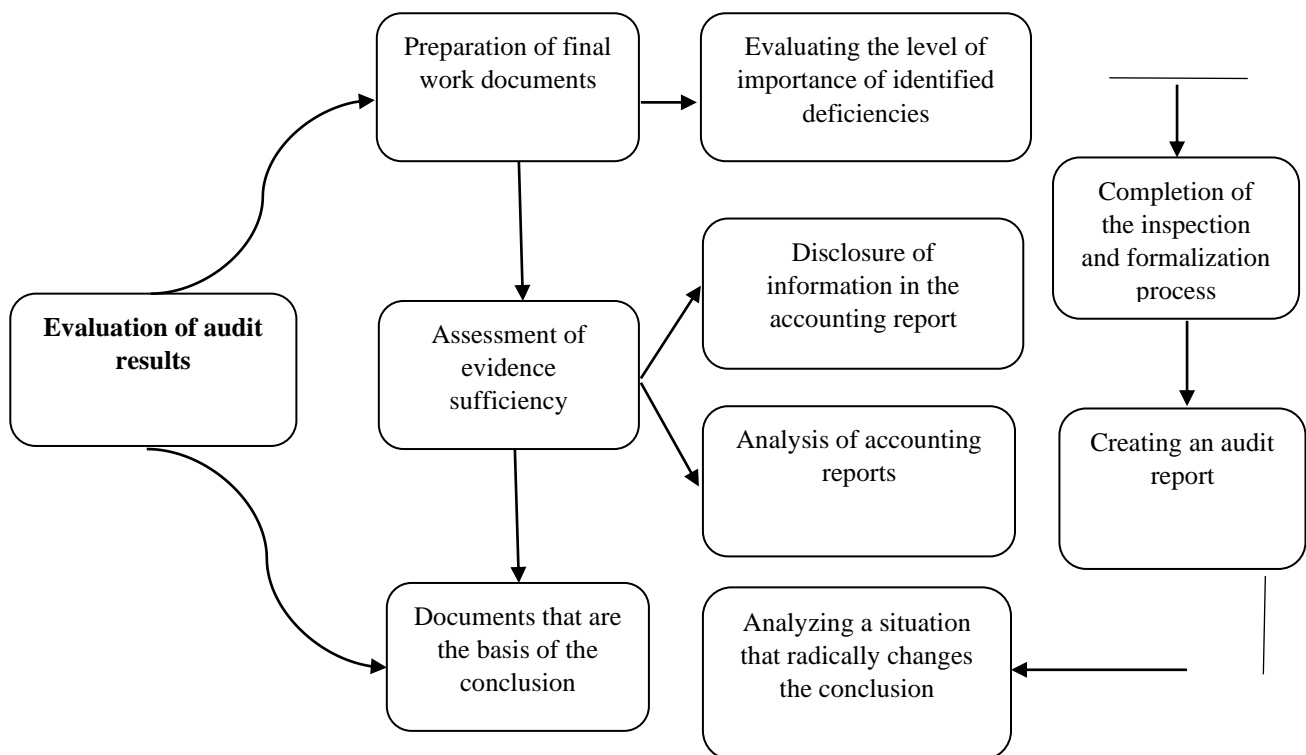 Preparation of final
work documents
Evaluating the level of
importance of identified
deficiencies
Completion of
the inspection
and formalization
process
Disclosure of
information in the
accounting report
Evaluation of audit
results
Assessment of
evidence
sufficiency
Analysis of accounting
reports
Creating an audit
report
Documents that are
the basis of the
conclusion
Analyzing a situation
that radically changes
the conclusion